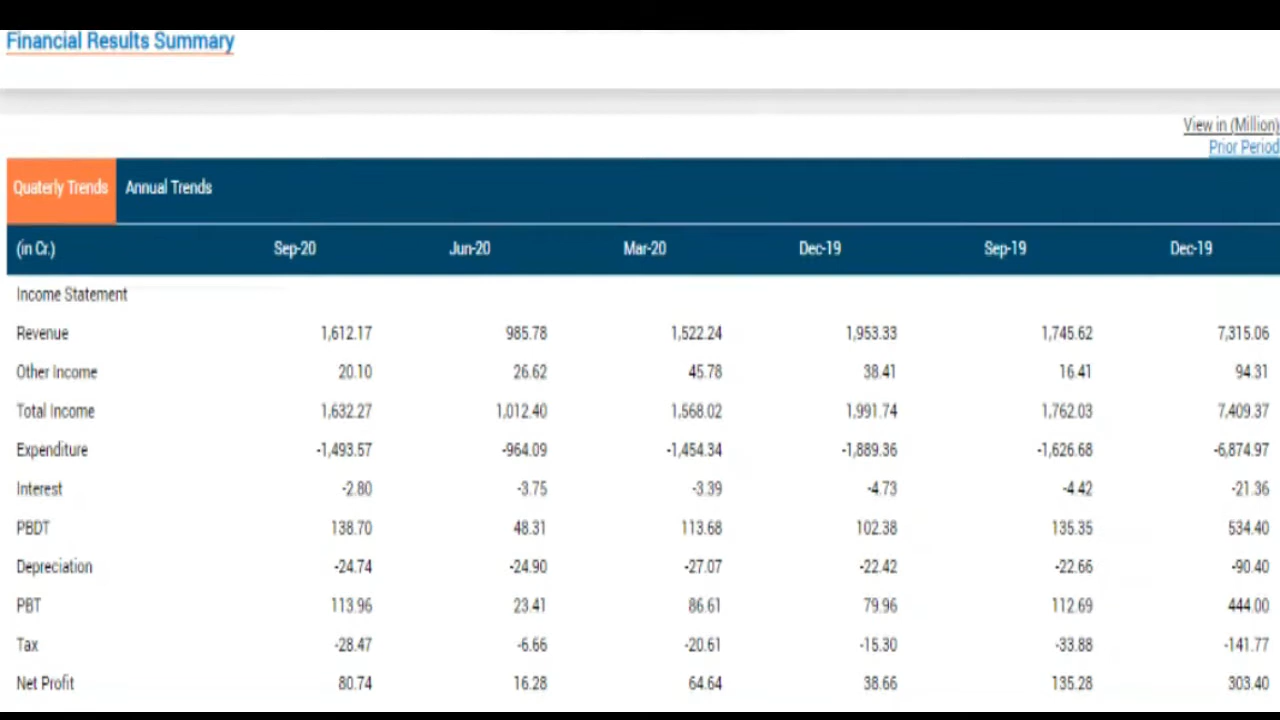 Financial Results Summary
View in (Million)
Prior Period
Quaterly Trends Annual Trends
(in Cr.) Sep-20 Jun-20 Mar-20 Dec-19 Sep-19 Dec-19
Income Statement
Revenue 1,612.17 985.78 1,522.24 1,953.33 1,745.62 7,315.06
Other Income 20.10 26.62 45.78 38.41 16.41 94.31
Total Income 1,632.27 1,012.40 1,568.02 1,991.74 1,762.03 7,409.37
Expenditure -1,493.57 -964.09 -1,454.34 -1,889.36 -1,626.68 -6,874.97
Interest -2.80 -3.75 -3.39 -4.73 -4.42 -21.36
PBDT 138.70 48.31 113.68 102.38 135.35 534.40
Depreciation -24.74 -24.90 -27.07 -22.42 -22.66 -90.40
PBT 113.96 23.41 86.61 79.96 112.69 444.00
Tax -28.47 -6.66 -20.61 -15.30 -33.88 -141.77
Net Profit 80.74 16.28 64.64 38.66 135.28 303.40